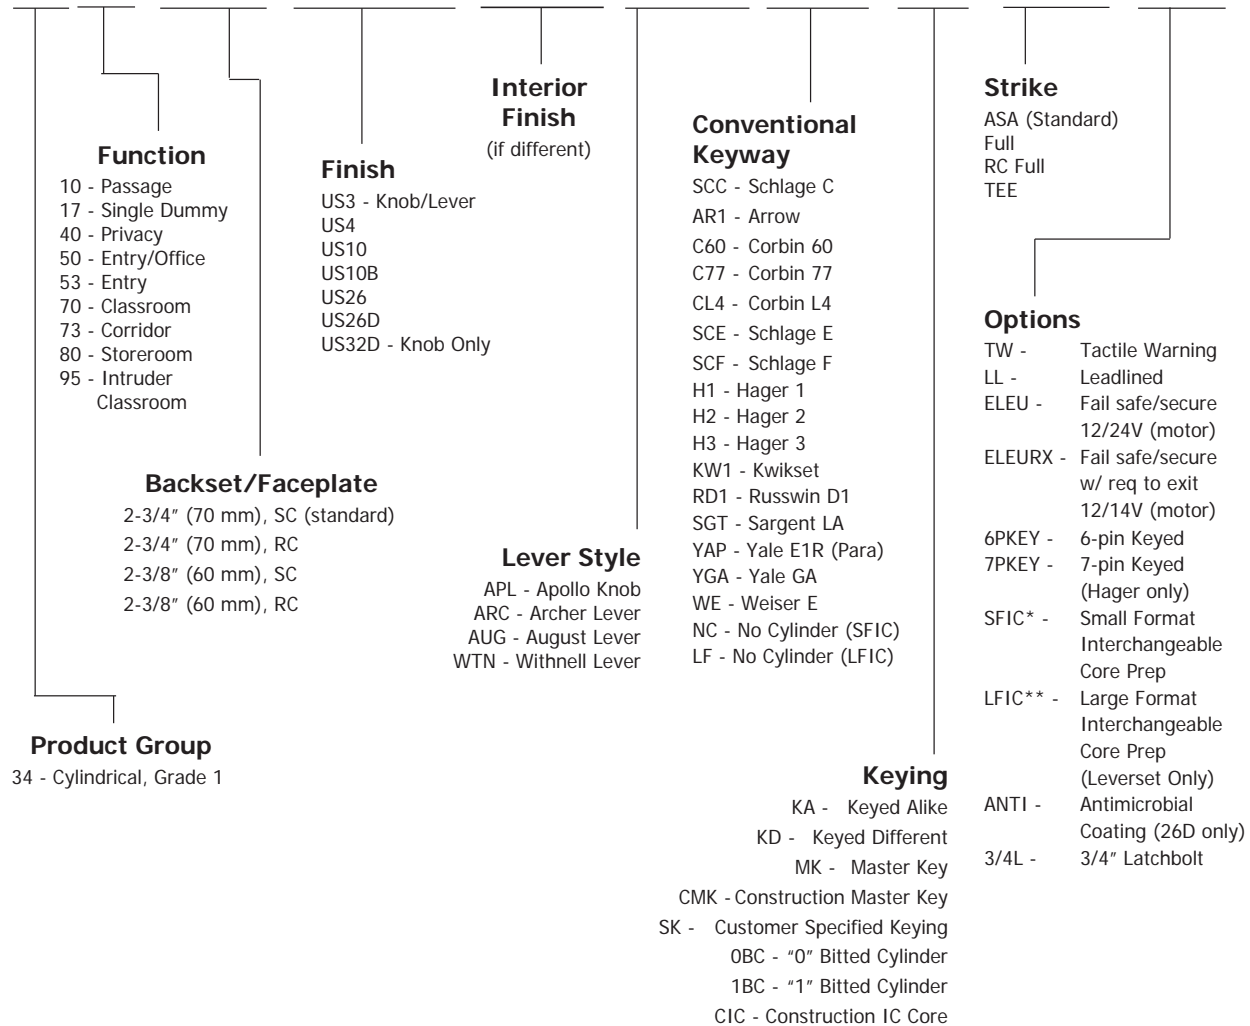 Function
10 - Passage
17 - Single Dummy
40 - Privacy
50 - Entry/Office
53 - Entry
70 - Classroom
73 - Corridor
80 - Storeroom
95 - Intruder
Classroom
Backset/Faceplate
2-3/4" (70 mm), SC (standard)
2-3/4" (70 mm), RC
2-3/8" (60 mm), SC
2-3/8" (60 mm), RC
Product Group
34 - Cylindrical, Grade 1
Finish
US3 - Knob/Lever
US4
US10
US10B
US26
US26D
US32D - Knob Only
Interior
Finish
(if different)
Lever Style
APL - Apollo Knob
ARC - Archer Lever
AUG - August Lever
WTN - Withnell Lever
Conventional
Keyway
SCC - Schlage C
AR1 - Arrow
C60 - Corbin 60
C77 - Corbin 77
CL4 - Corbin L4
SCE - Schlage E
SCF - Schlage F
H1 - Hager 1
H2 - Hager 2
H3 - Hager 3
KW1 - Kwikset
RD1 - Russwin D1
SGT - Sargent LA
YAP - Yale E1R (Para)
YGA - Yale GA
WE - Weiser E
NC - No Cylinder (SFIC)
LF - No Cylinder (LFIC)
Keying
KA - Keyed Alike
KD - Keyed Different
MK - Master Key
CMK - Construction Master Key
SK - Customer Specified Keying
0BC - "0" Bitted Cylinder
1BC - "1" Bitted Cylinder
CIC - Construction IC Core
Strike
ASA (Standard)
Full
RC Full
TEE
Options
TW - Tactile Warning
LL - Leadlined
ELEU - Fail safe/secure
12/24V (motor)
ELEURX - Fail safe/secure
w/ req to exit
12/14V (motor)
6PKEY - 6-pin Keyed
7PKEY - 7-pin Keyed
(Hager only)
SFIC* - Small Format
Interchangeable
Core Prep
LFIC** - Large Format
Interchangeable
Core Prep
(Leverset Only)
ANTI - Antimicrobial
Coating (26D only)
3/4L - 3/4" Latchbolt